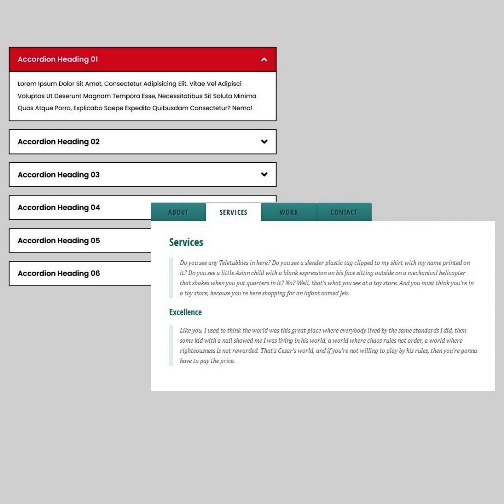 Accordion Heading 01
Lorem Ipsum Dolor Sit Amet, Consectetur Adipisicing Elit. Vitae Vel Adipisci
Voluptas Ut Deserunt Magnam Tempora Esse, Necessitatibus Sit Soluta Minima
Quos Atque Porro, Explicabo Saepe Expedita Quibusdam Consectetur? Nemo!
Accordion Heading 02
Accordion Heading 03
Accordion Heading 04
Accordion Heading 05
Accordion Heading 06
ABOUT
SERVICES
WORK
CONTACT
Services
Do you see any Teletubbies in here? Do you see a slender plastic tag clipped to my shirt with my name printed on
it? Do you see a little Asian child with a blank expression on his face sitting outside on a mechanical helicopter
that shakes when you put quarters in it? No? Well, that's what you see at a toy store. And you must think you're in
a toy store, because you're here shopping for an infant named Jeb.
Excellence
Like you, I used to think the world was this great place where everybody lived by the same standards I did, then
some kid with a nail showed me I was living in his world, a world where chaos rules not order, a world where
righteousness is not rewarded. That's Cesar's world, and if you're not willing to play by his rules, then you're gonna
have to pay the price.